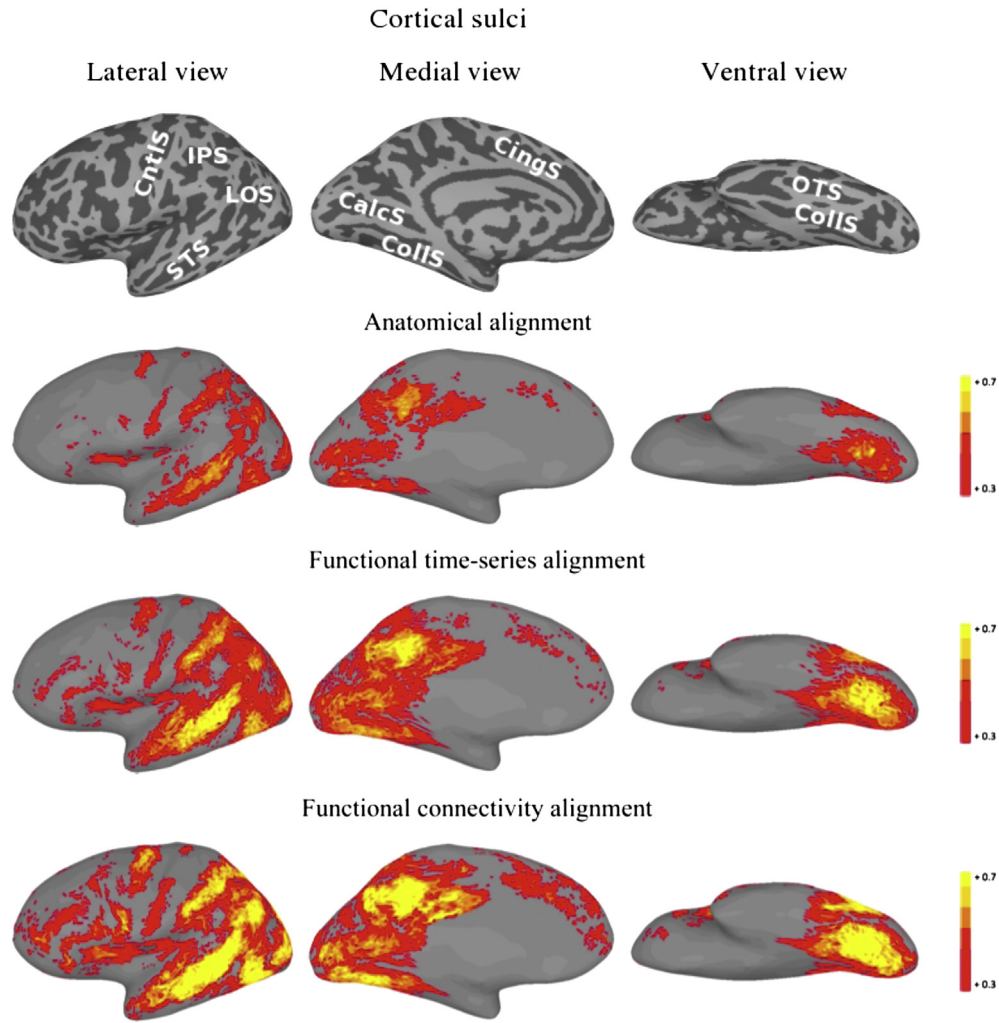 Cortical sulci
Lateral view
Medial view
Ventral view
CntlS
IPS
LOS
STS
CingS
CalcS
CollS
OTS
CollS
Anatomical alignment
+ 0.7
+ 0.3
Functional time-series alignment
+ 0.7
+ 0.3
Functional connectivity alignment
+ 0.7
+ 0.3